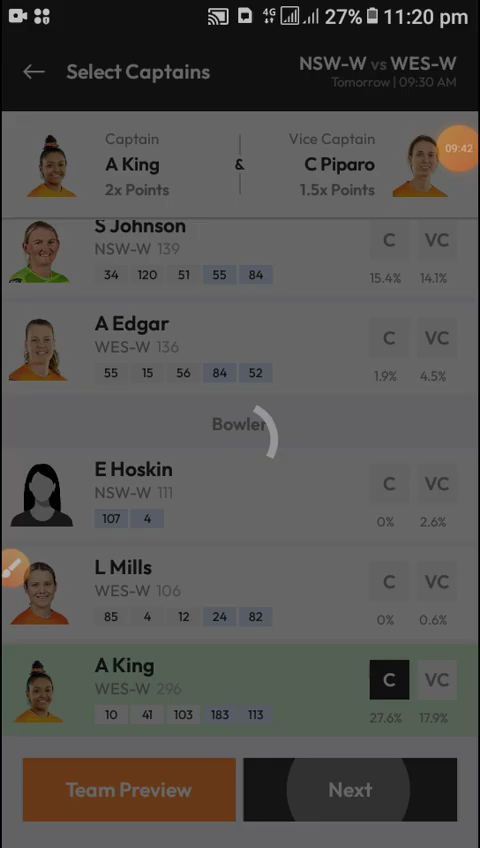 4G 27% 11:20 pm
Select Captains
NSW-W vs WES-W
Tomorrow | 09:30 AM
Captain
A King
2x Points
&
Vice Captain
C Piparo
1.5x Points
09:42
S Johnson
NSW-W 139
34 120 51 55 84
C VC
15.4% 14.1%
A Edgar
WES-W 136
55 15 56 84 52
C VC
1.9% 4.5%
Bowler
E Hoskin
NSW-W 111
107 4
C VC
0% 2.6%
L Mills
WES-W 106
85 4 12 24 82
C VC
0% 0.6%
A King
WES-W 296
10 41 103 183 113
C VC
27.6% 17.9%
Team Preview
Next